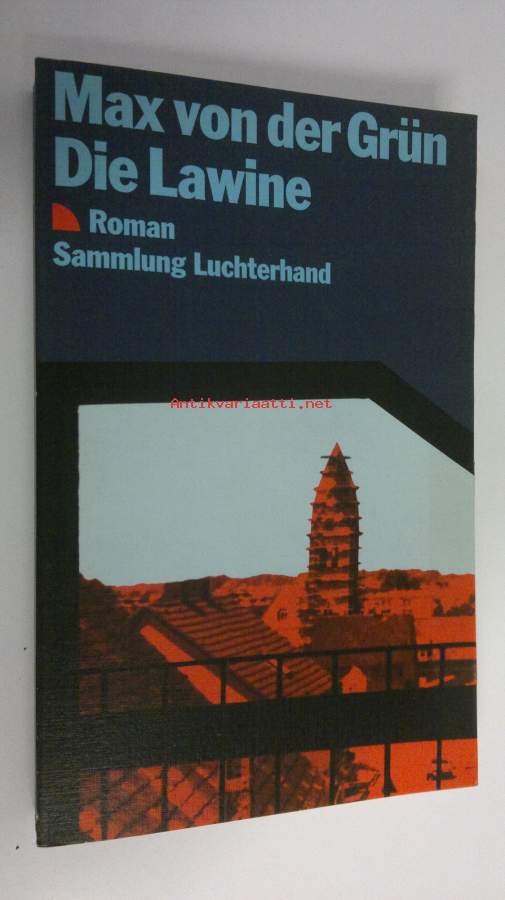 Max von der Grün
Die Lawine
Roman
Sammlung Luchterhand
Antikvariaatti.net